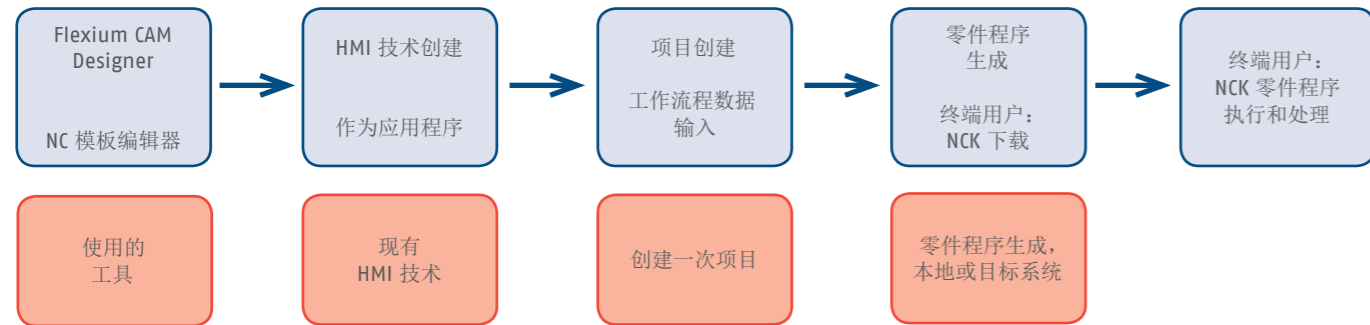 Flexium CAM
Designer
NC 模板编辑器
HMI 技术创建
作为应用程序
项目创建
工作流程数据
输入
零件程序
生成
终端用户：
NCK 下载
终端用户：
NCK 零件程序
执行和处理
使用的
工具
现有
HMI 技术
创建一次项目
零件程序生成，
本地或目标系统